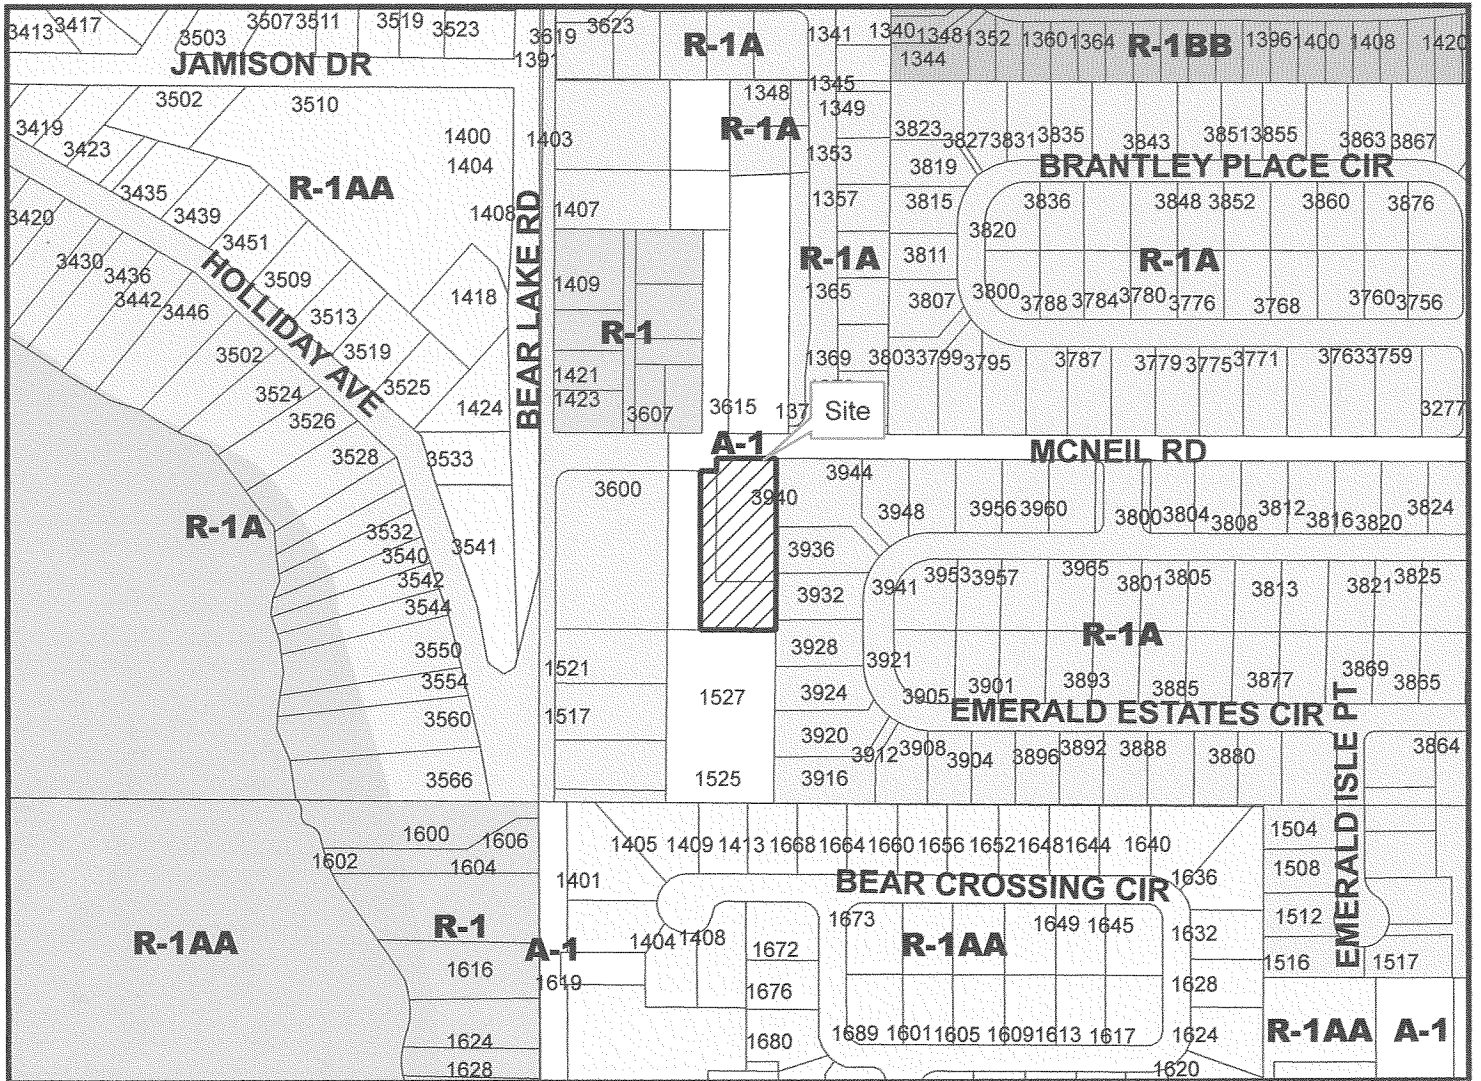 3413 3417 3503 3507 3511 3519 3523 3619 3623 R-1A 1341 1340 1348 1352 1360 1364 R-1BB 1396 1400 1408 1420
JAMISON DR 1391 1344
3502 3510 1348 1345
1349
3419 3423 1400 1403 R-1A 3823 3827 3831 3835 3843 3851 3855 3863 3867
1404 1353 3819 BRANTLEY PLACE CIR
3435 R-1AA 1357 3815 3836 3848 3852 3860 3876
3420 3439 1408 1407 3820
3451 BEAR LAKE RD
3430 3436 HOLLIDAY AVE 3509 1409 R-1A 3811 R-1A
3442 3446 3513 1418 1365 3807 3800 3788 3784 3780 3776 3768 3760 3756
R-1
3502 3519 1369 3803 3799 3795 3787 3779 3775 3771 3763 3759
3524 3525 1421
3526 1424 1423 3607 3615 137 Site 3277
A-1 MCNEIL RD
3528 3533 3944
3600 3940 3948 3956 3960 3800 3804 3808 3812 3816 3820 3824
R-1A 3532 3936
3540 3541 3965
3542 3932 3941 3953 3957 3801 3805 3813 3821 3825
3544
R-1A
3550 3928 3921 3869
3554 1521 1527 3924 3905 3901 3893 3885 3877 3865
3560 1517 3920 EMERALD ESTATES CIR
3912 3908 3904 3896 3892 3888 3880 3864
3566 1525 3916 EMERALD ISLE PT
1600 1606 1405 1409 1413 1668 1664 1660 1656 1652 1648 1644 1640 1504
1602 1604 1401 BEAR CROSSING CIR 1636 1508
R-1 1673 1649 1645 1512
R-1AA A-1 1404 1408 1672 R-1AA 1632
1616 1619 1516 1517
1676 1628
1624 1680 1689 1601 1605 1609 1613 1617 1624 R-1AA A-1
1628 1620